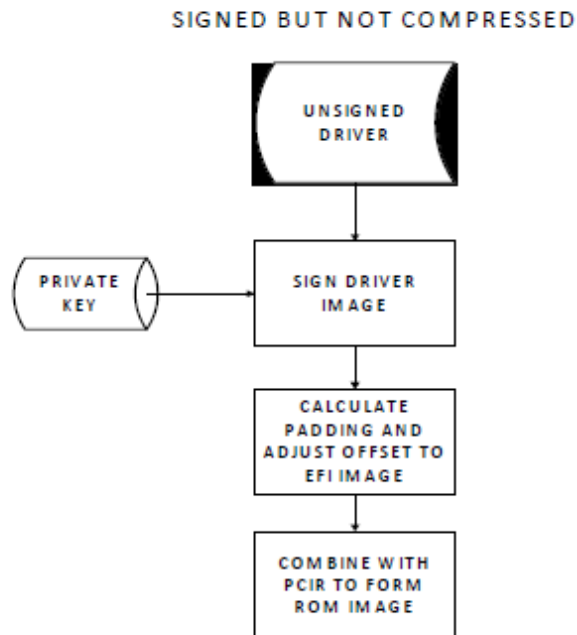 SIGNED BUT NOT COMPRESSED
UNSIGNED
DRIVER
PRIVATE
KEY
SIGN DRIVER
IMAGE
CALCULATE
PADDING AND
ADJUST OFFSET TO
EFI IMAGE
COMBINE WITH
PCIR TO FORM
ROM IMAGE